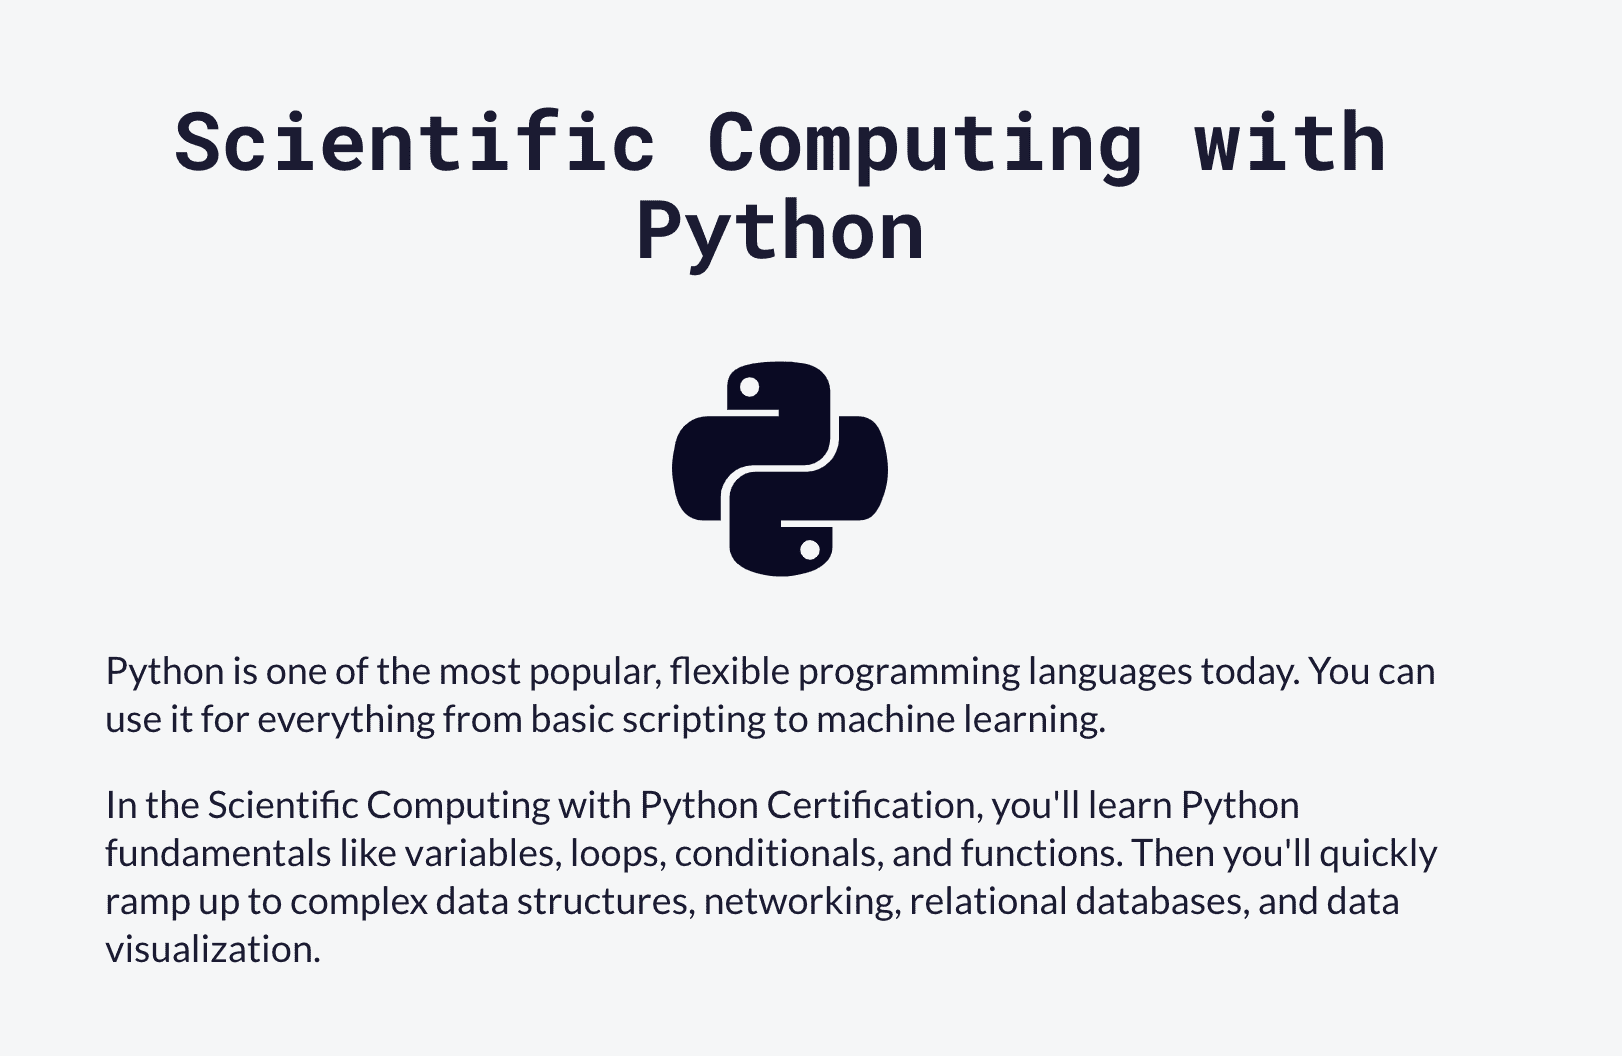 Scientific Computing with
Python
Python is one of the most popular, flexible programming languages today. You can
use it for everything from basic scripting to machine learning.
In the Scientific Computing with Python Certification, you'll learn Python
fundamentals like variables, loops, conditionals, and functions. Then you'll quickly
ramp up to complex data structures, networking, relational databases, and data
visualization.